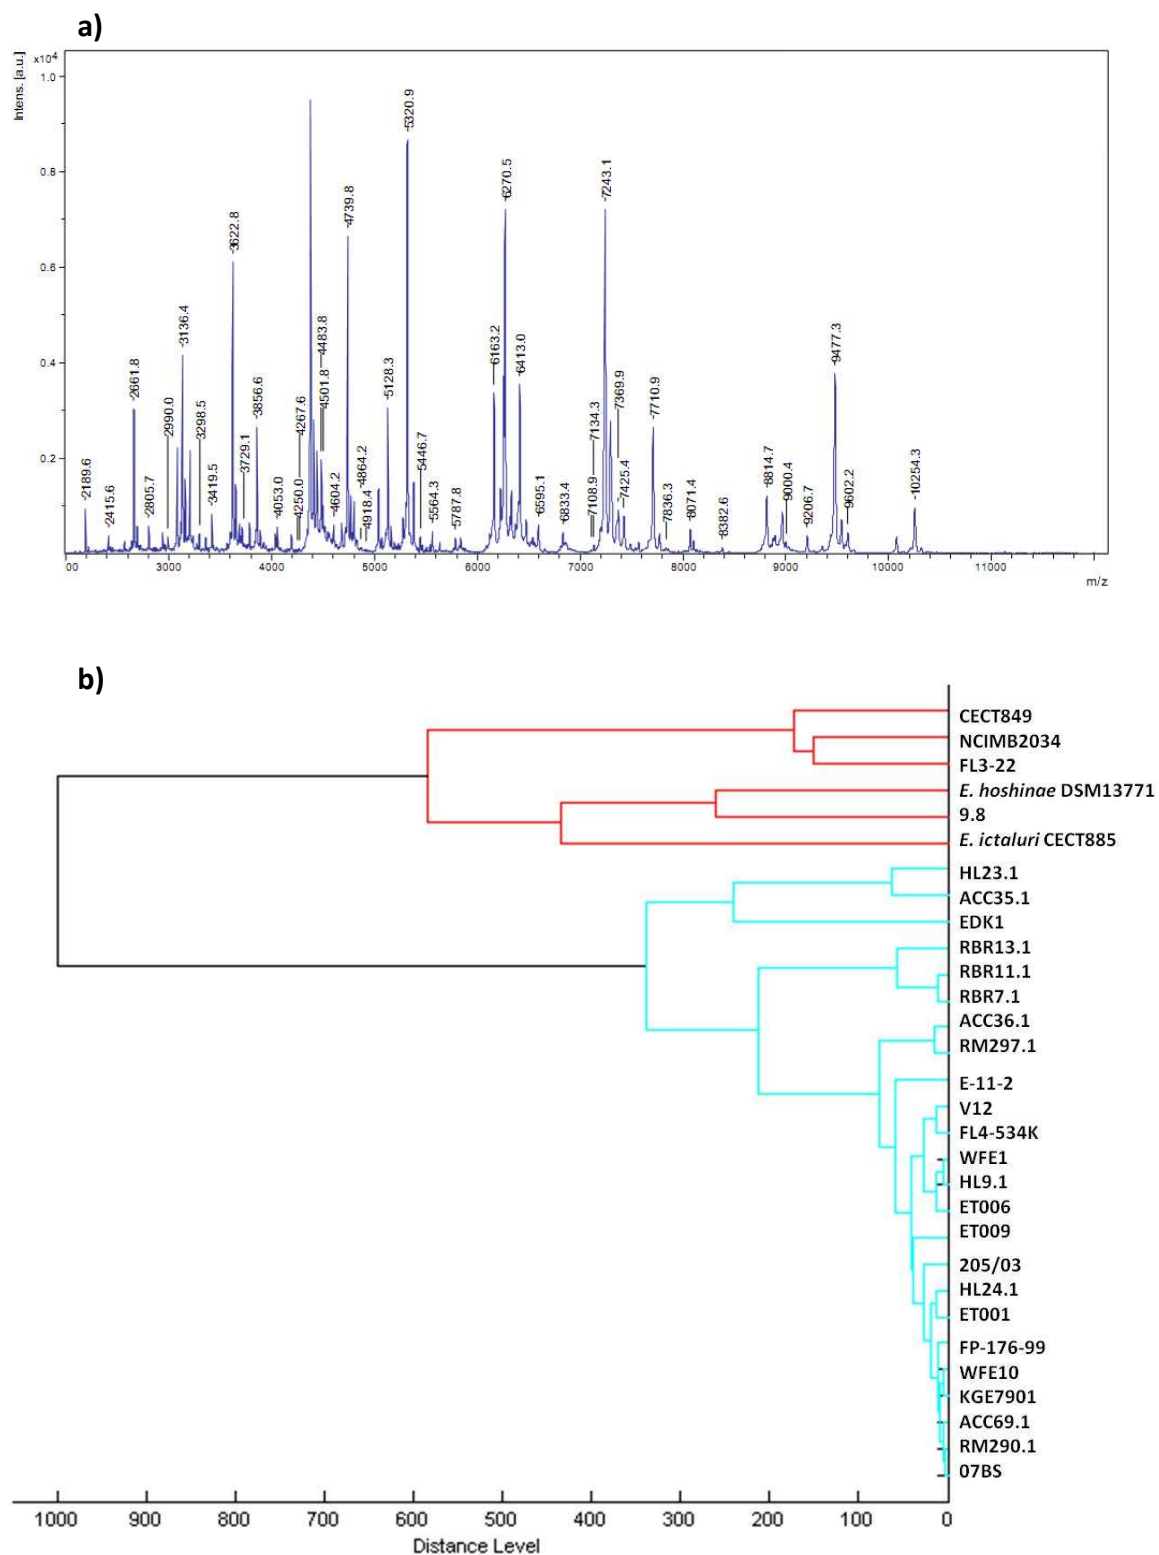 a)
Intens. [a.u.]
x10⁴
1.0
0.8
0.6
0.4
0.2
2189.6
2415.6
2661.8
2805.7
2990.0
3136.4
3298.5
3419.5
3622.8
3729.1
3856.6
4053.0
4250.0
4267.6
4483.8
4501.8
4604.2
4739.8
4864.2
4918.4
5128.3
5320.9
5446.7
5564.3
5787.8
6163.2
6270.5
6413.0
6595.1
6833.4
7108.9
7134.3
7243.1
7369.9
7425.4
7710.9
7836.3
8071.4
8382.6
8814.7
9000.4
9206.7
9477.3
9602.2
10254.3
00 3000 4000 5000 6000 7000 8000 9000 10000 11000
m/z
b)
CECT849
NCIMB2034
FL3-22
E. hoshinae DSM13771
9.8
E. ictaluri CECT885
HL23.1
ACC35.1
EDK1
RBR13.1
RBR11.1
RBR7.1
ACC36.1
RM297.1
E-11-2
V12
FL4-534K
WFE1
HL9.1
ET006
ET009
205/03
HL24.1
ET001
FP-176-99
WFE10
KGE7901
ACC69.1
RM290.1
07BS
1000 900 800 700 600 500 400 300 200 100 0
Distance Level